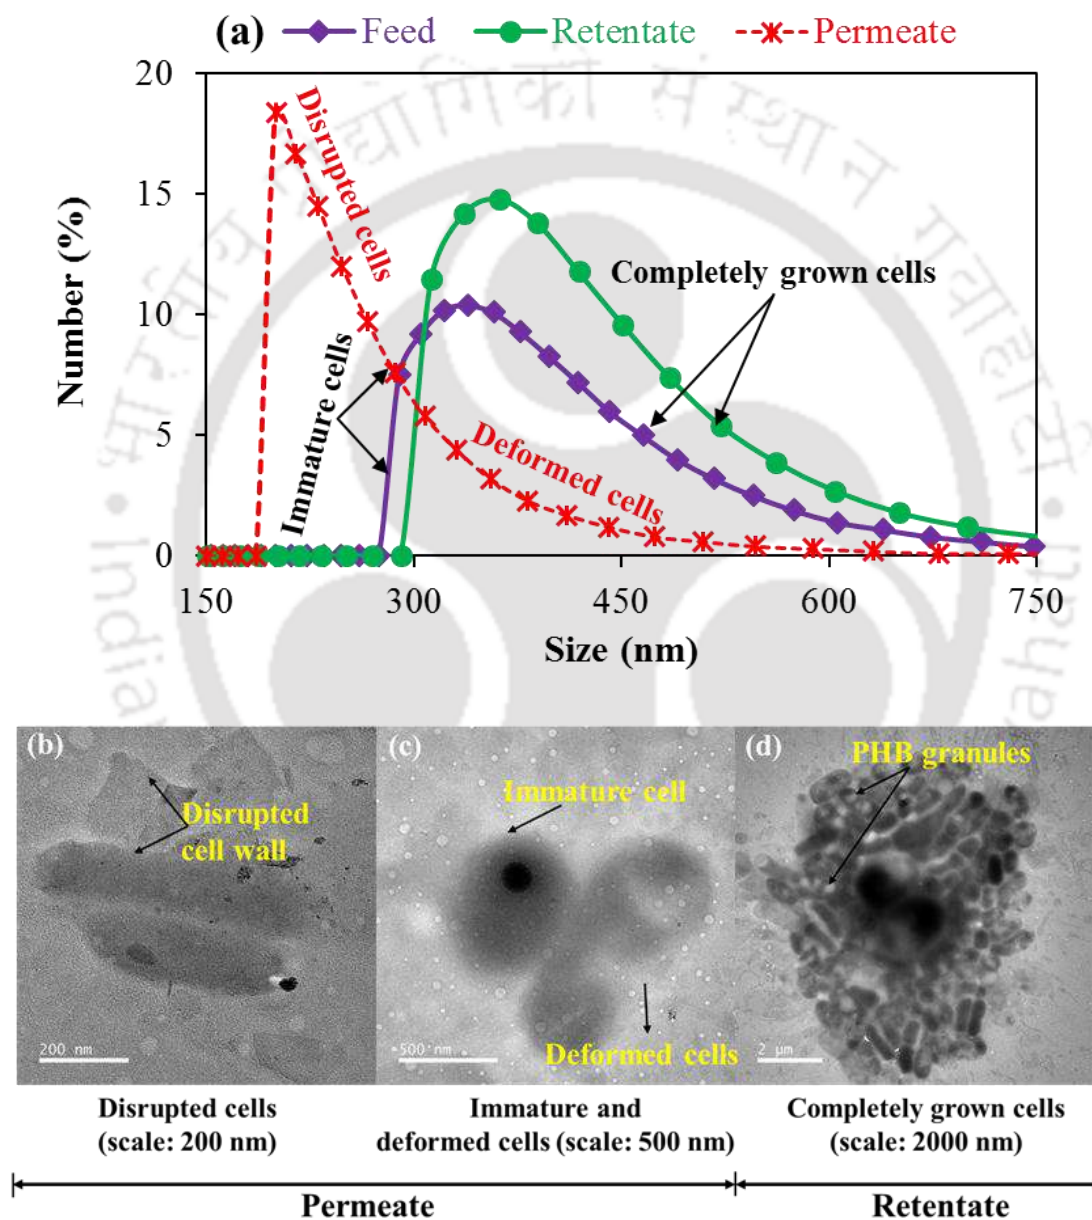 (a) Feed Retentate Permeate
20
15
10
5
0
Number (%)
150 300 450 600 750
Size (nm)
Disrupted cells
Immature cells
Completely grown cells
Deformed cells
(b)
Disrupted
cell wall
200 nm
(c)
Immature cell
Deformed cells
500 nm
(d)
PHB granules
2 µm
Disrupted cells
(scale: 200 nm)
Immature and
deformed cells (scale: 500 nm)
Completely grown cells
(scale: 2000 nm)
Permeate
Retentate